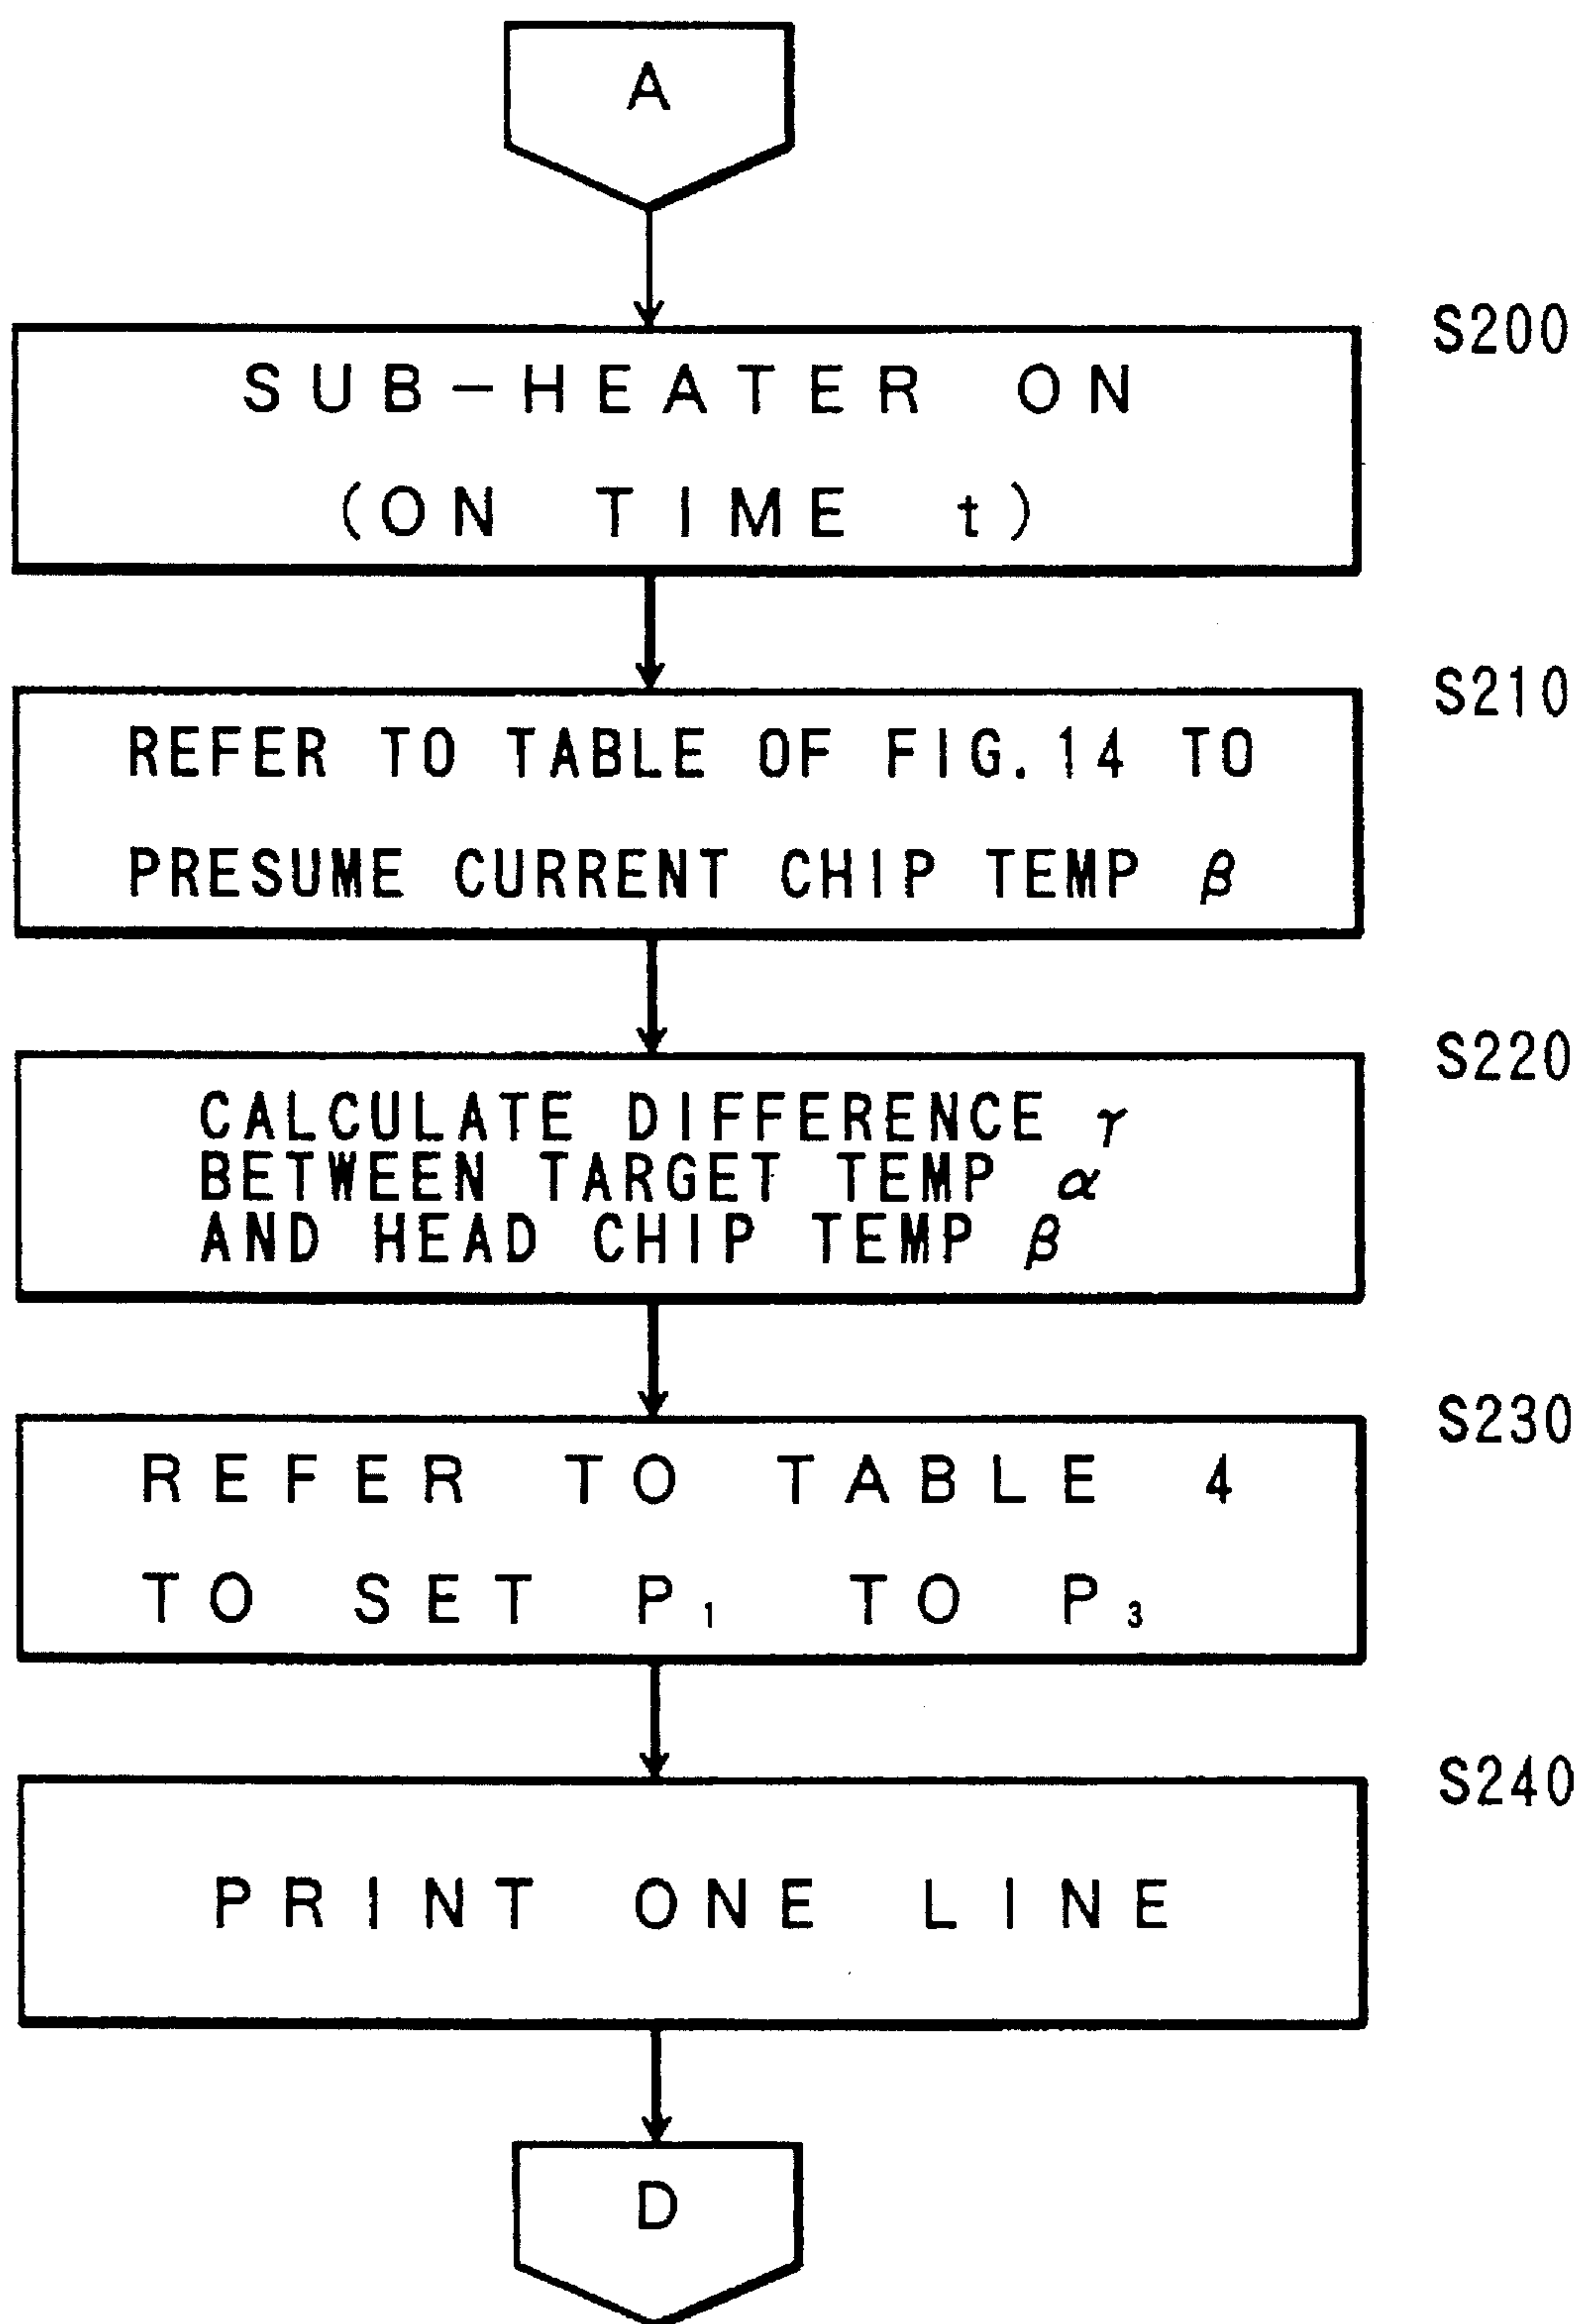 A
S200
SUB-HEATER ON
(ON TIME t)
S210
REFER TO TABLE OF FIG.14 TO
PRESUME CURRENT CHIP TEMP β
S220
CALCULATE DIFFERENCE γ
BETWEEN TARGET TEMP α
AND HEAD CHIP TEMP β
S230
REFER TO TABLE 4
TO SET P₁ TO P₃
S240
PRINT ONE LINE
D